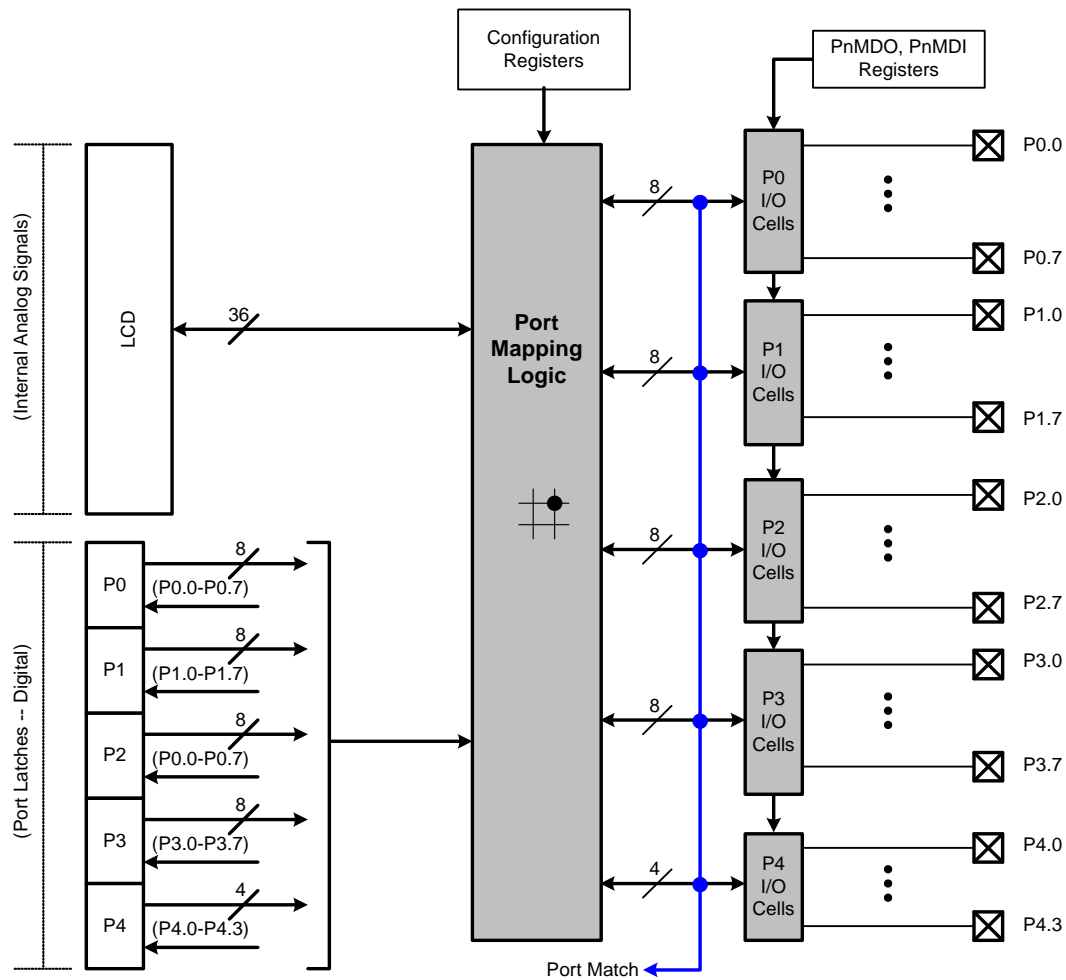 Configuration
Registers
PnMDO, PnMDI
Registers
(Internal Analog Signals)
LCD
36
Port
Mapping
Logic
8
P0
I/O
Cells
P0.0
P0.7
8
P1
I/O
Cells
P1.0
P1.7
8
P2
I/O
Cells
P2.0
P2.7
8
P3
I/O
Cells
P3.0
P3.7
4
P4
I/O
Cells
P4.0
P4.3
(Port Latches -- Digital)
P0
8
(P0.0-P0.7)
P1
8
(P1.0-P1.7)
P2
8
(P0.0-P0.7)
P3
8
(P3.0-P3.7)
P4
4
(P4.0-P4.3)
Port Match